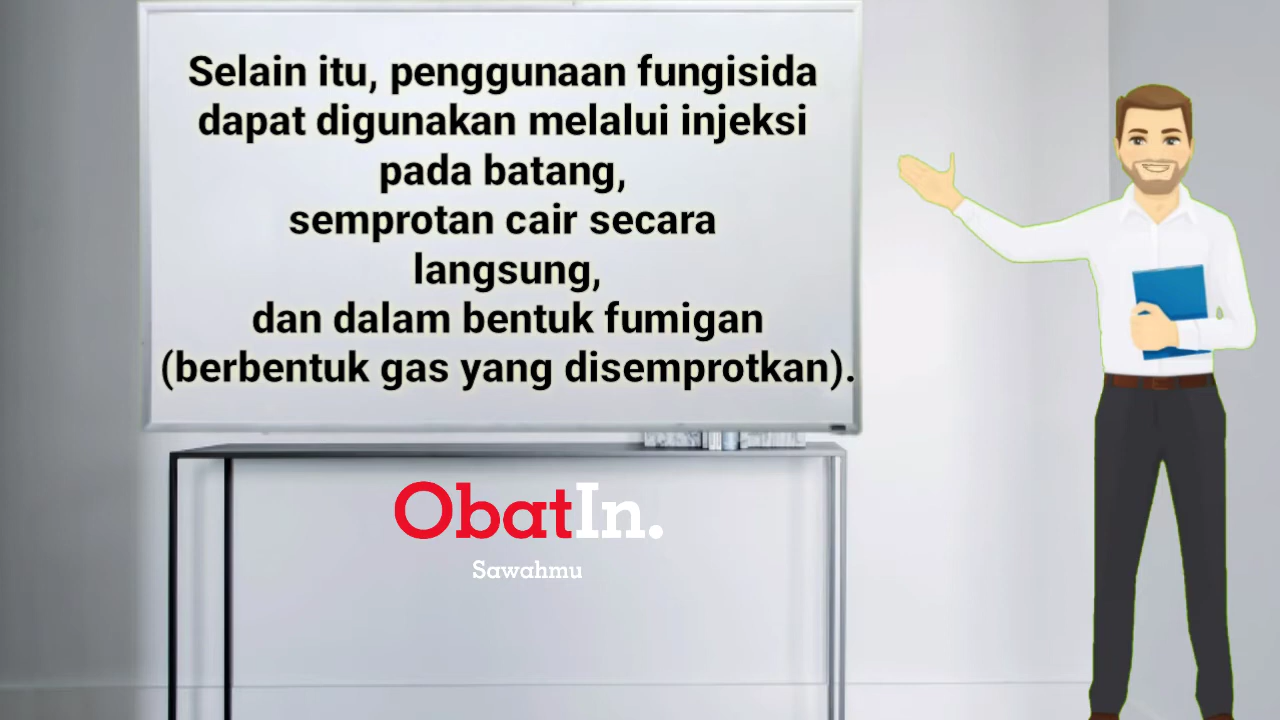 Selain itu, penggunaan fungisida
dapat digunakan melalui injeksi
pada batang,
semprotan cair secara
langsung,
dan dalam bentuk fumigan
(berbentuk gas yang disemprotkan).
ObatIn.
Sawahmu